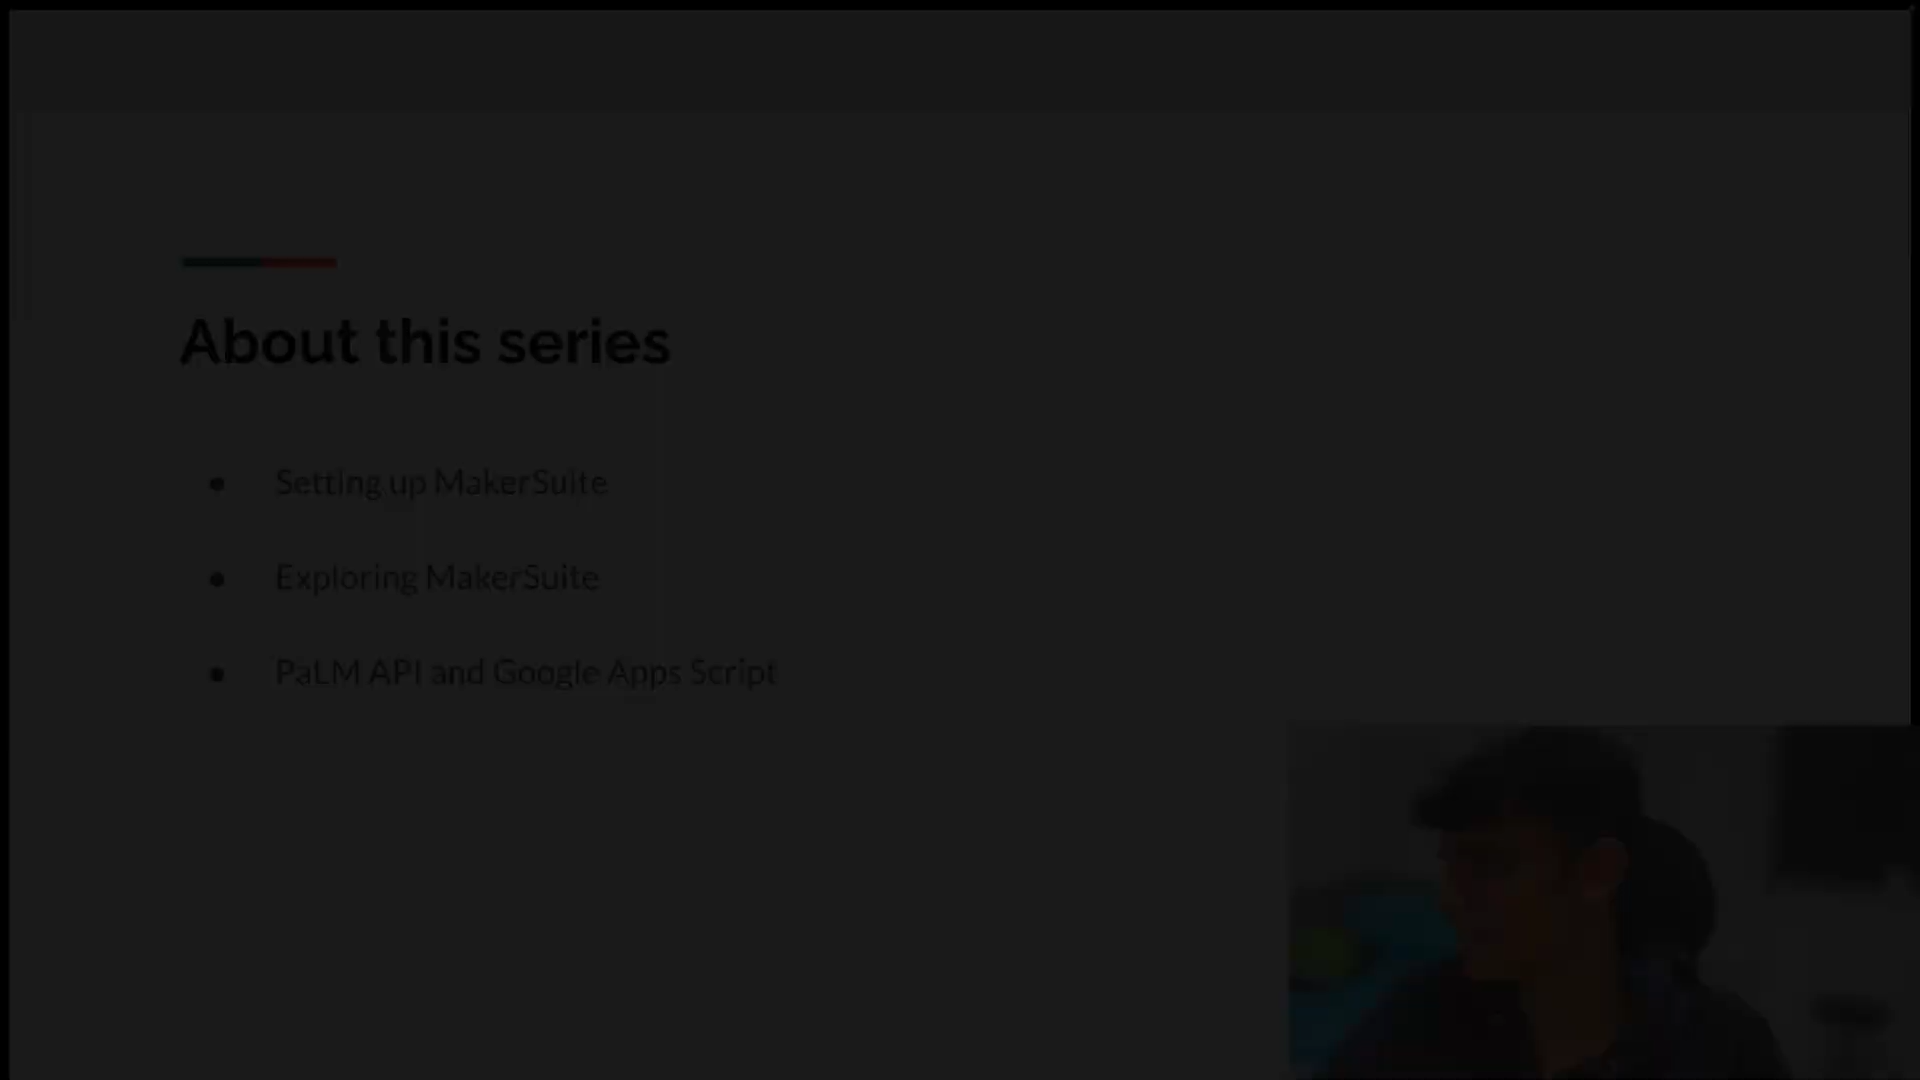 About this series
Setting up MakerSuite
Exploring MakerSuite
PaLM API and Google Apps Script